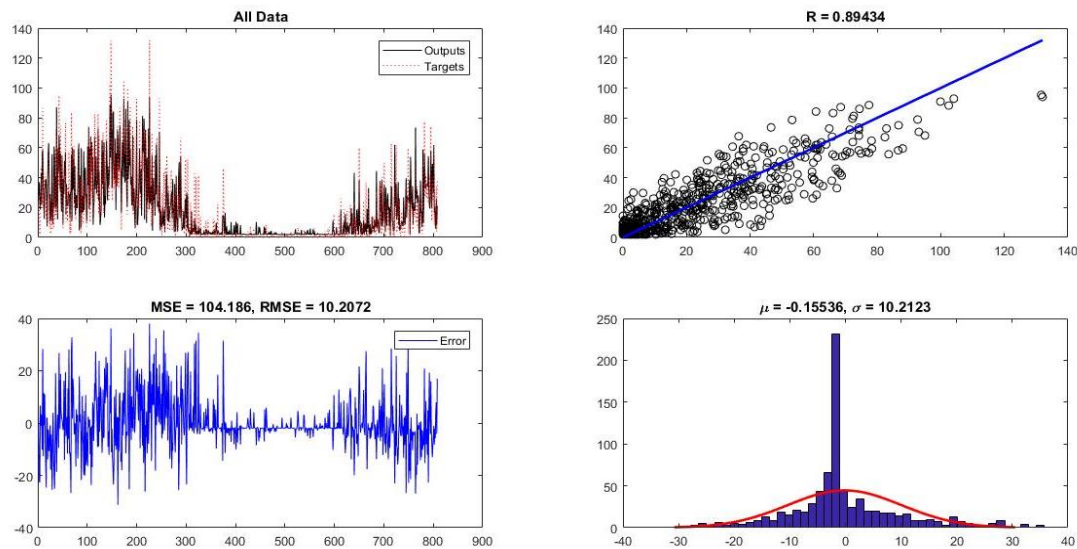 All Data
140
120
100
80
60
40
20
0
Outputs
Targets
0 100 200 300 400 500 600 700 800 900
R = 0.89434
140
120
100
80
60
40
20
0
0 20 40 60 80 100 120 140
MSE = 104.186, RMSE = 10.2072
40
20
0
-20
-40
Error
0 100 200 300 400 500 600 700 800 900
μ = -0.15536, σ = 10.2123
250
200
150
100
50
0
-40 -30 -20 -10 0 10 20 30 40